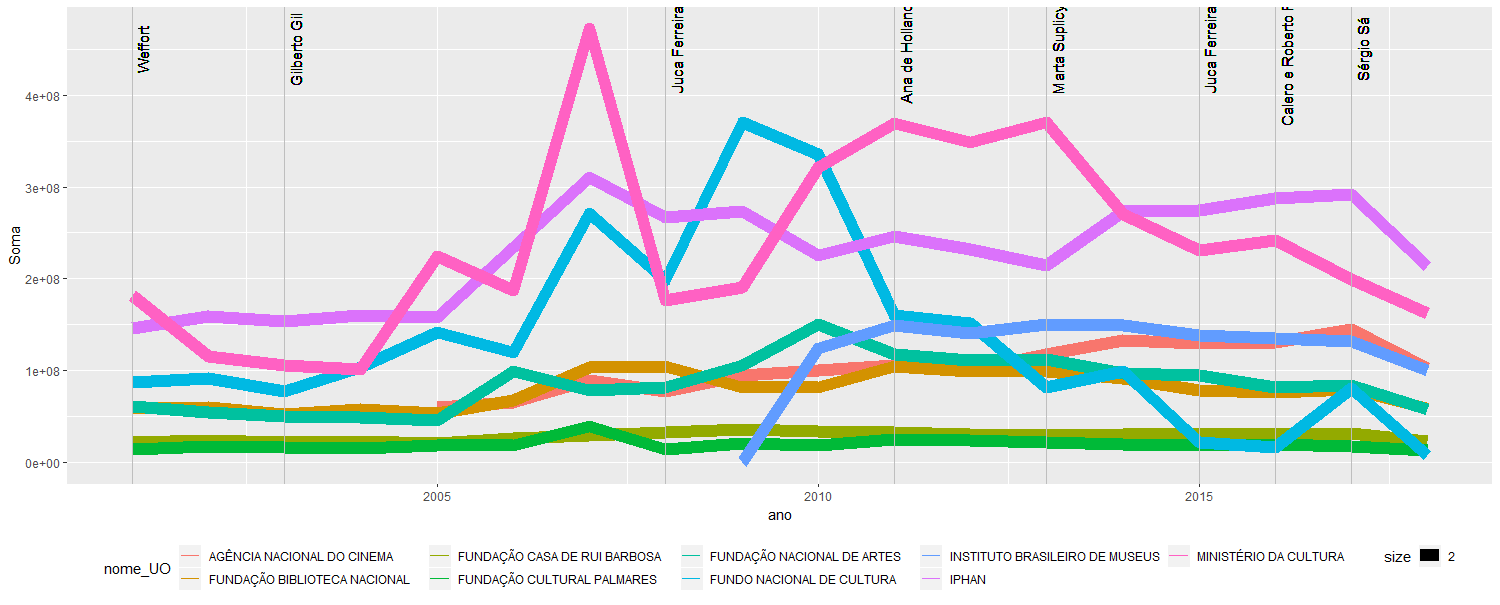 Weffort
Gilberto Gil
Juca Ferreira
Ana de Hollanc
Marta Suplicy
Juca Ferreira
Calero e Roberto F
Sérgio Sá
4e+08
3e+08
2e+08
1e+08
0e+00
Soma
2005
2010
2015
ano
nome_UO
AGÊNCIA NACIONAL DO CINEMA
FUNDAÇÃO CASA DE RUI BARBOSA
FUNDAÇÃO NACIONAL DE ARTES
INSTITUTO BRASILEIRO DE MUSEUS
MINISTÉRIO DA CULTURA
FUNDAÇÃO BIBLIOTECA NACIONAL
FUNDAÇÃO CULTURAL PALMARES
FUNDO NACIONAL DE CULTURA
IPHAN
size
2